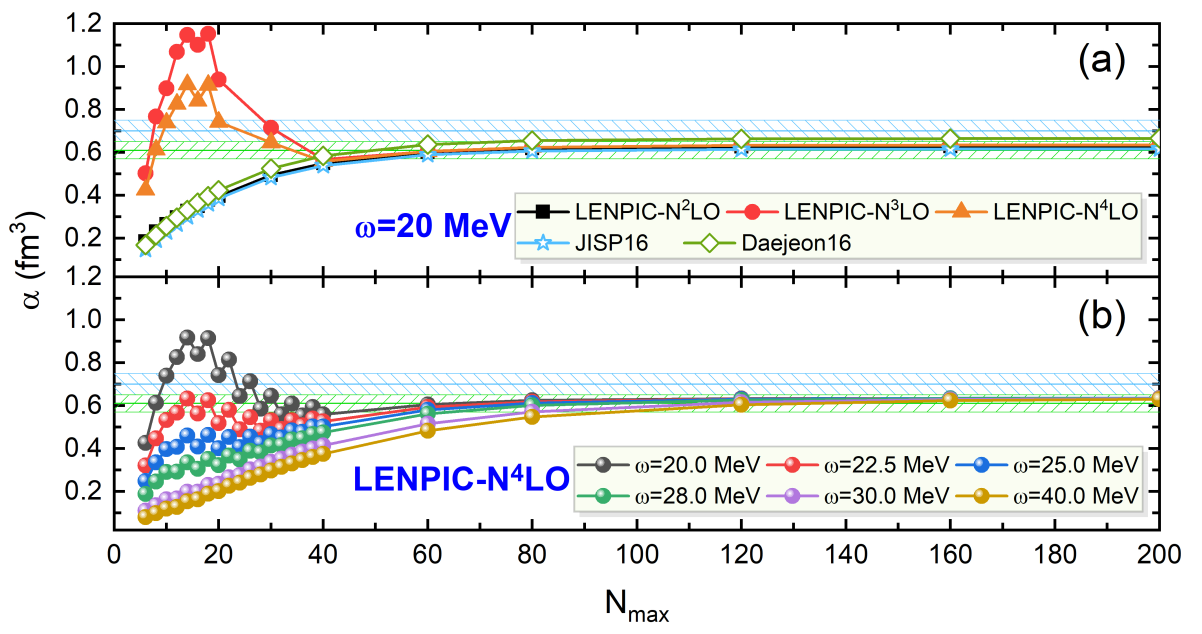 1.2
1.0
0.8
0.6
0.4
0.2
(a)
ω=20 MeV
LENPIC-N²LO LENPIC-N³LO LENPIC-N⁴LO
JISP16 Daejeon16
α (fm³)
1.2
1.0
0.8
0.6
0.4
0.2
(b)
LENPIC-N⁴LO
ω=20.0 MeV ω=22.5 MeV ω=25.0 MeV
ω=28.0 MeV ω=30.0 MeV ω=40.0 MeV
0 20 40 60 80 100 120 140 160 180 200
Nmax